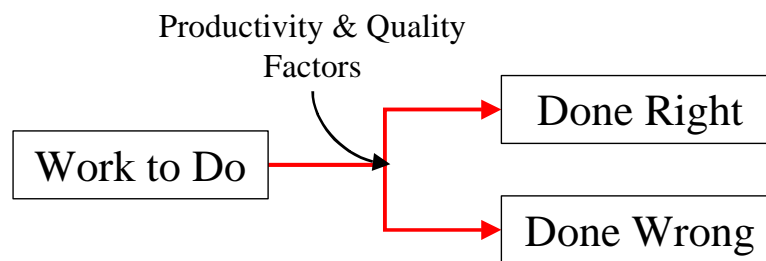 Productivity & Quality
Factors
Done Right
Work to Do
Done Wrong